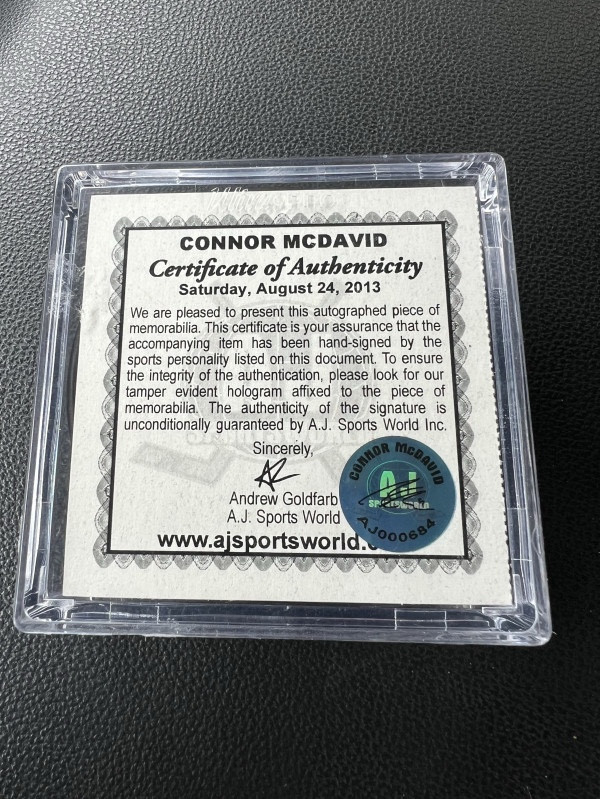 CONNOR MCDAVID
Certificate of Authenticity
Saturday, August 24, 2013
We are pleased to present this autographed piece of
memorabilia. This certificate is your assurance that the
accompanying item has been hand-signed by the
sports personality listed on this document. To ensure
the integrity of the authentication, please look for our
tamper evident hologram affixed to the piece of
memorabilia. The authenticity of the signature is
unconditionally guaranteed by A.J. Sports World Inc.
Sincerely,
Andrew Goldfarb
A.J. Sports World
www.ajsportsworld.
CONNOR McDAVID
AJ
SPORTSWORLD
AJ000684